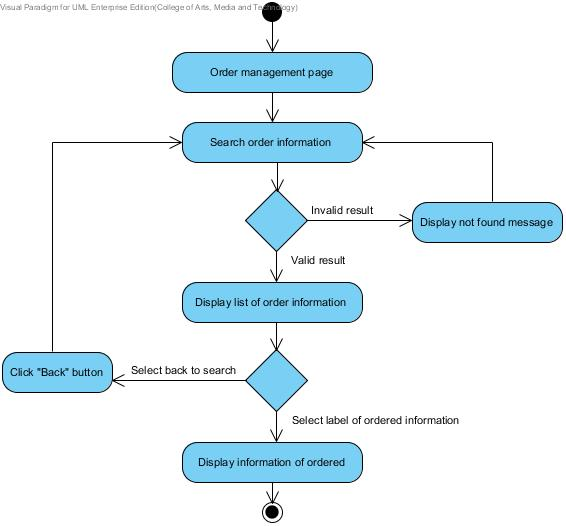 Visual Paradigm for UML Enterprise Edition(College of Arts, Media and Technology)
Order management page
Search order information
Invalid result
Display not found message
Valid result
Display list of order information
Click "Back" button
Select back to search
Select label of ordered information
Display information of ordered